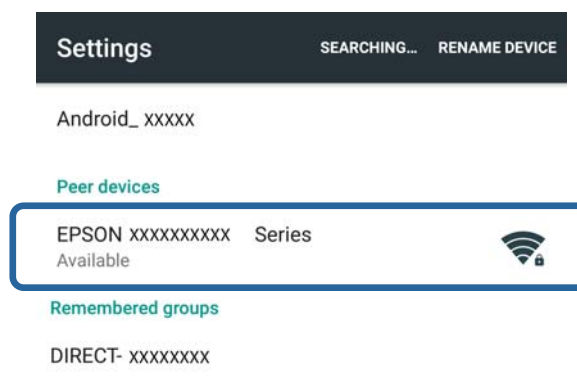 Settings SEARCHING... RENAME DEVICE
Android_ xxxxx
Peer devices
EPSON xxxxxxxxxx Series
Available
Remembered groups
DIRECT- xxxxxxxx